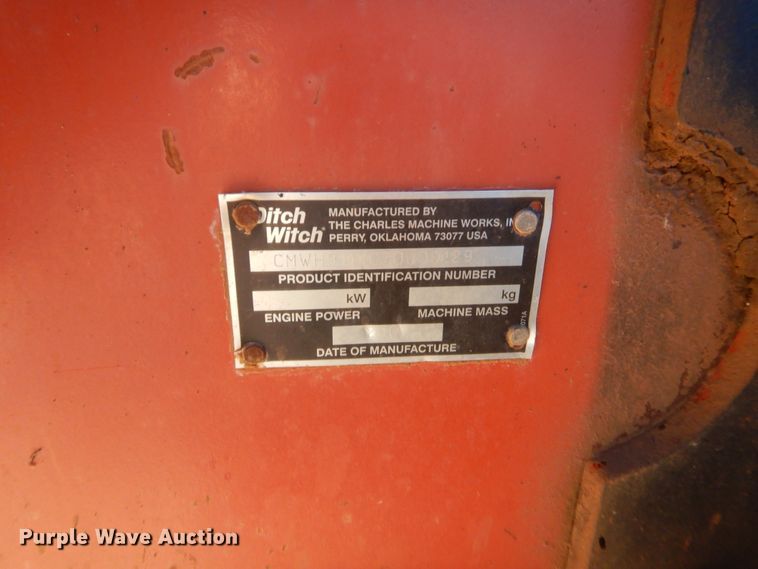 Ditch
Witch®
MANUFACTURED BY
THE CHARLES MACHINE WORKS,
PERRY, OKLAHOMA 73077 USA
PRODUCT IDENTIFICATION NUMBER
kW
kg
ENGINE POWER
MACHINE MASS
DATE OF MANUFACTURE
Purple Wave Auction